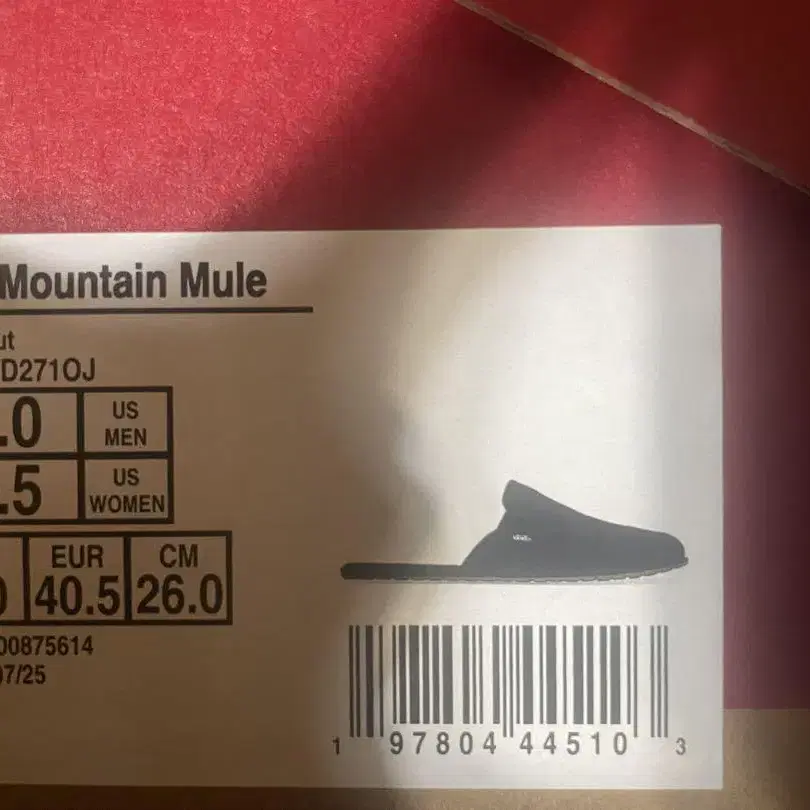 Mountain Mule
ut
D271OJ
.0 US MEN
.5 US WOMEN
0 EUR 40.5 CM 26.0
00875614
07/25
1 97804 44510 3